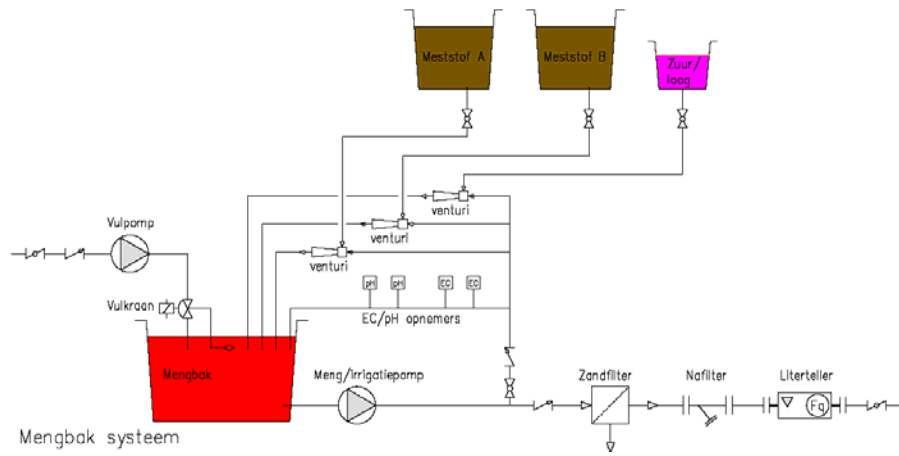 Meststof A
Meststof B
Zuur/
loog
venturi
venturi
venturi
Vulpomp
Vulkraan
pH
pH
EC
EC
EC/pH opnemers
Mengbak
Meng/irrigatiepomp
Zandfilter
Nafilter
Literteller
Fq
Mengbak systeem